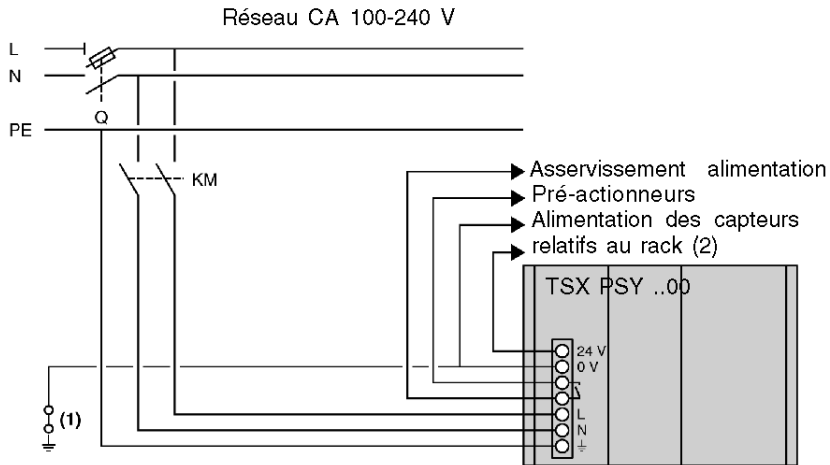 Réseau CA 100-240 V
L
N
Q
PE
KM
Asservissement alimentation
Pré-actionneurs
Alimentation des capteurs
relatifs au rack (2)
TSX PSY ..00
24 V
0 V
(1)
L
N